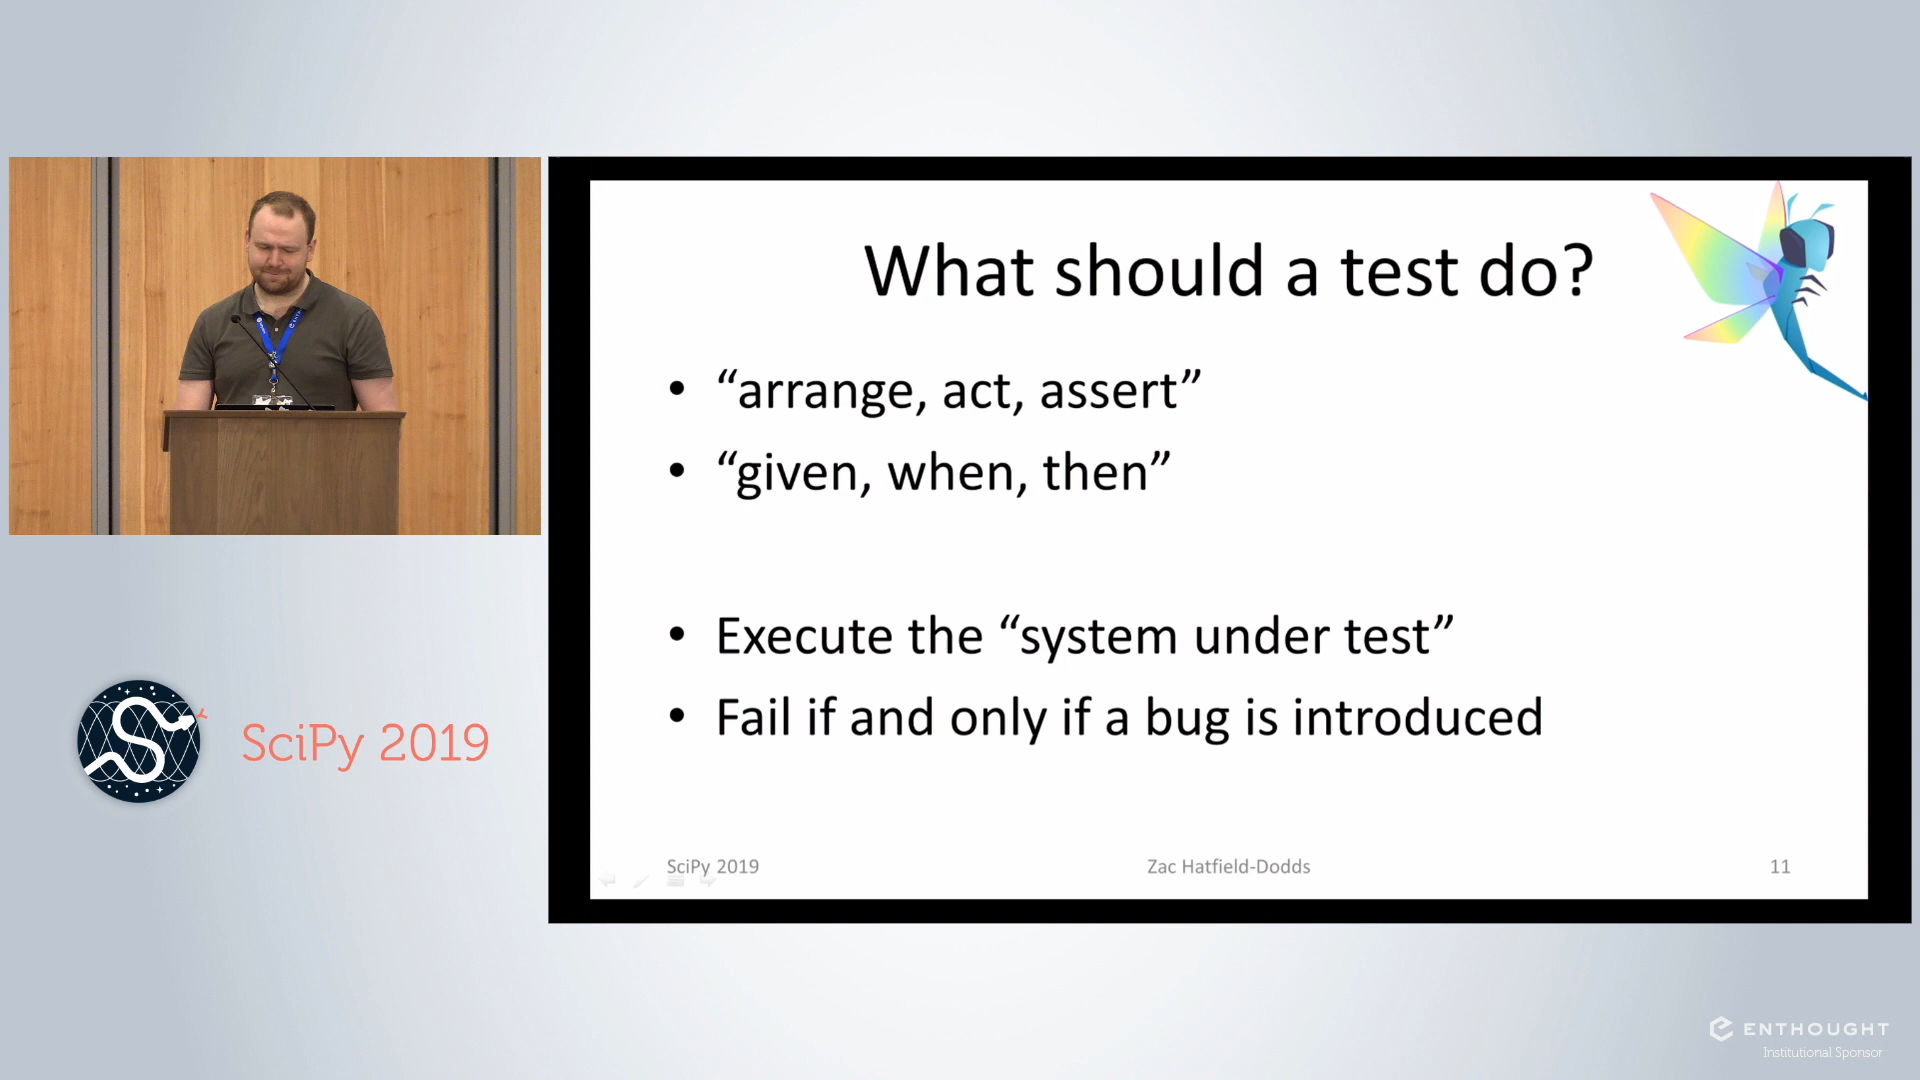 What should a test do?
• “arrange, act, assert”
• “given, when, then”
• Execute the “system under test”
• Fail if and only if a bug is introduced
SciPy 2019
Zac Hatfield-Dodds
11
SciPy 2019
ENTHOUGHT
Institutional Sponsor